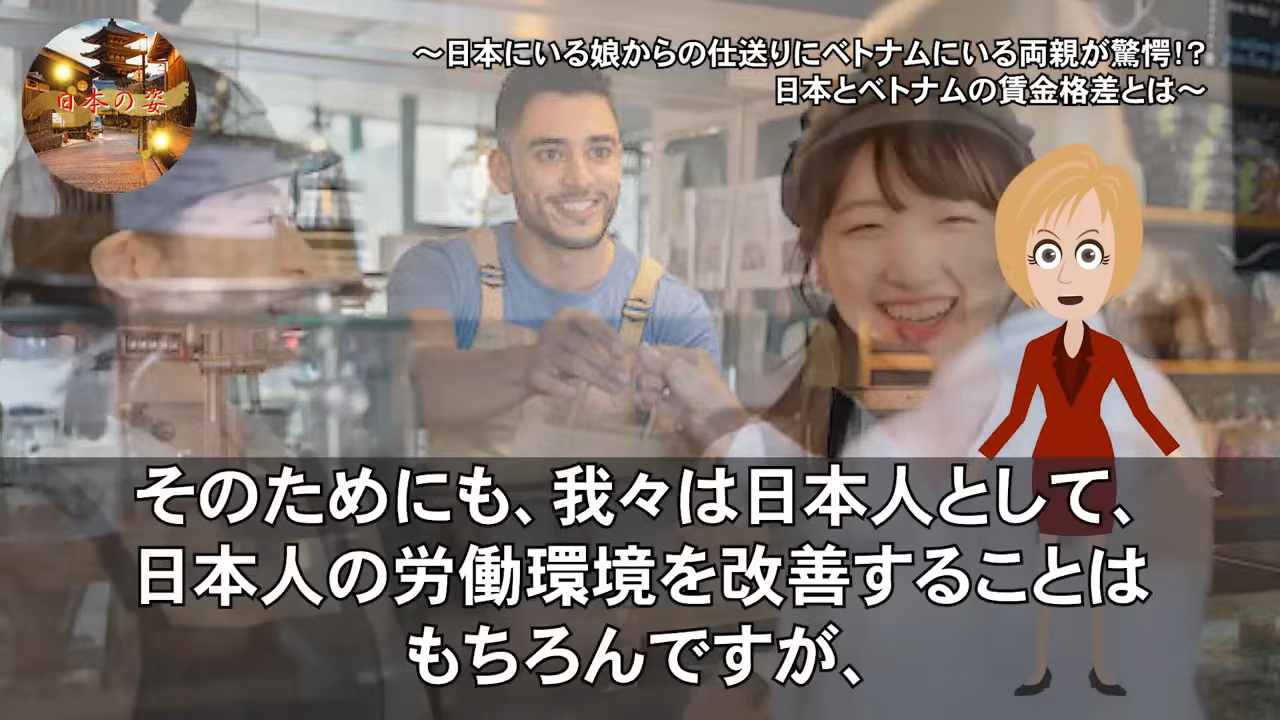 日本の姿
～日本にいる娘からの仕送りにベトナムにいる両親が驚愕!?
日本とベトナムの賃金格差とは～
そのためにも、我々は日本人として、
日本人の労働環境を改善することは
もちろんですが、